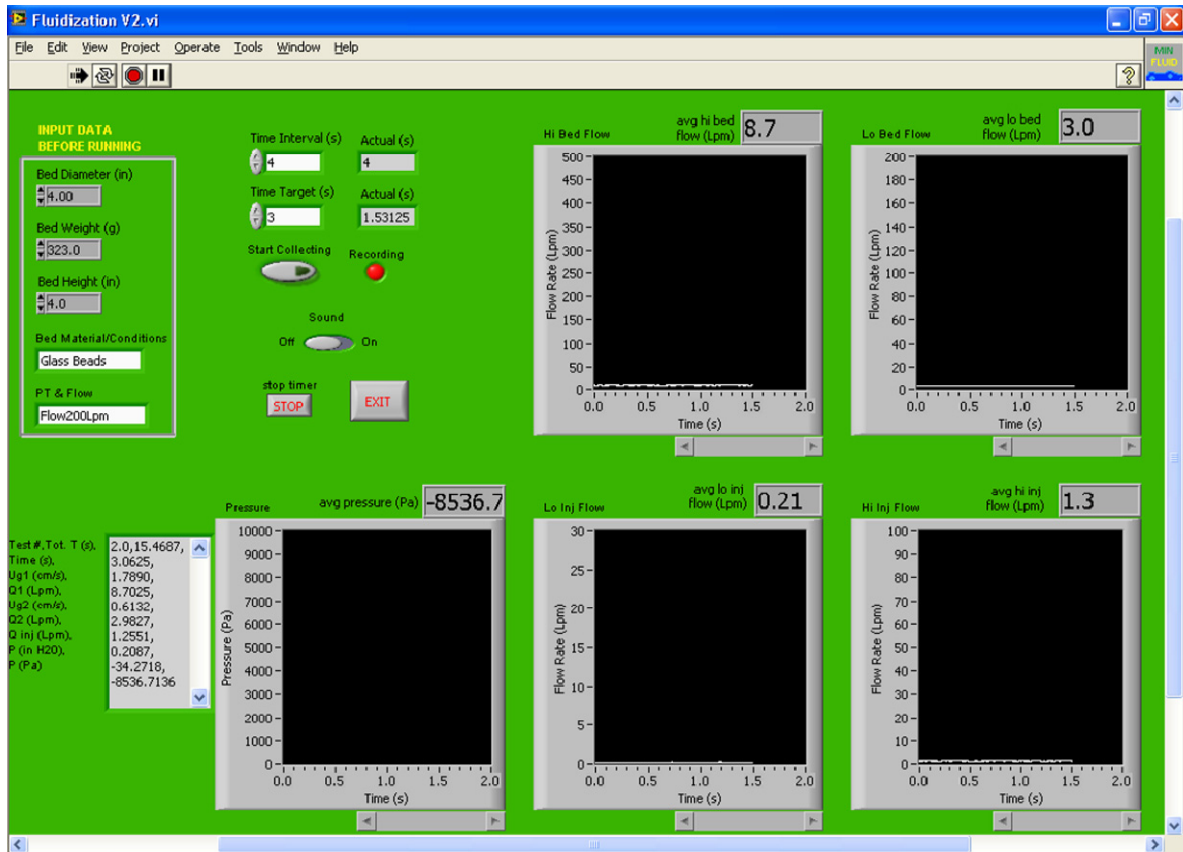 Fluidization V2.vi
File Edit View Project Operate Tools Window Help
MIN
FLUID
INPUT DATA
BEFORE RUNNING
Bed Diameter (in)
4.00
Bed Weight (g)
323.0
Bed Height (in)
4.0
Bed Material/Conditions
Glass Beads
PT & Flow
Flow200Lpm
Time Interval (s) Actual (s)
4 4
Time Target (s) Actual (s)
3 1.53125
Start Collecting Recording
Sound
Off On
stop timer
STOP EXIT
Hi Bed Flow avg hi bed
flow (Lpm) 8.7
500
450
400
350
300
250
200
150
100
50
0
Flow Rate (Lpm)
0.0 0.5 1.0 1.5 2.0
Time (s)
Lo Bed Flow avg lo bed
flow (Lpm) 3.0
200
180
160
140
120
100
80
60
40
20
0
Flow Rate (Lpm)
0.0 0.5 1.0 1.5 2.0
Time (s)
Test #,Tot. T (s),
Time (s),
Ug1 (cm/s),
Q1 (Lpm),
Ug2 (cm/s),
Q2 (Lpm),
Q inj (Lpm),
P (in H2O),
P (Pa)
2.0,15.4687,
3.0625,
1.7890,
8.7025,
0.6132,
2.9827,
1.2551,
0.2087,
-34.2718,
-8536.7136
Pressure avg pressure (Pa) -8536.7
10000
9000
8000
7000
6000
5000
4000
3000
2000
1000
0
Pressure (Pa)
0.0 0.5 1.0 1.5 2.0
Time (s)
Lo Inj Flow avg lo inj
flow (Lpm) 0.21
30
25
20
15
10
5
0
Flow Rate (Lpm)
0.0 0.5 1.0 1.5 2.0
Time (s)
Hi Inj Flow avg hi inj
flow (Lpm) 1.3
100
90
80
70
60
50
40
30
20
10
0
Flow Rate (Lpm)
0.0 0.5 1.0 1.5 2.0
Time (s)